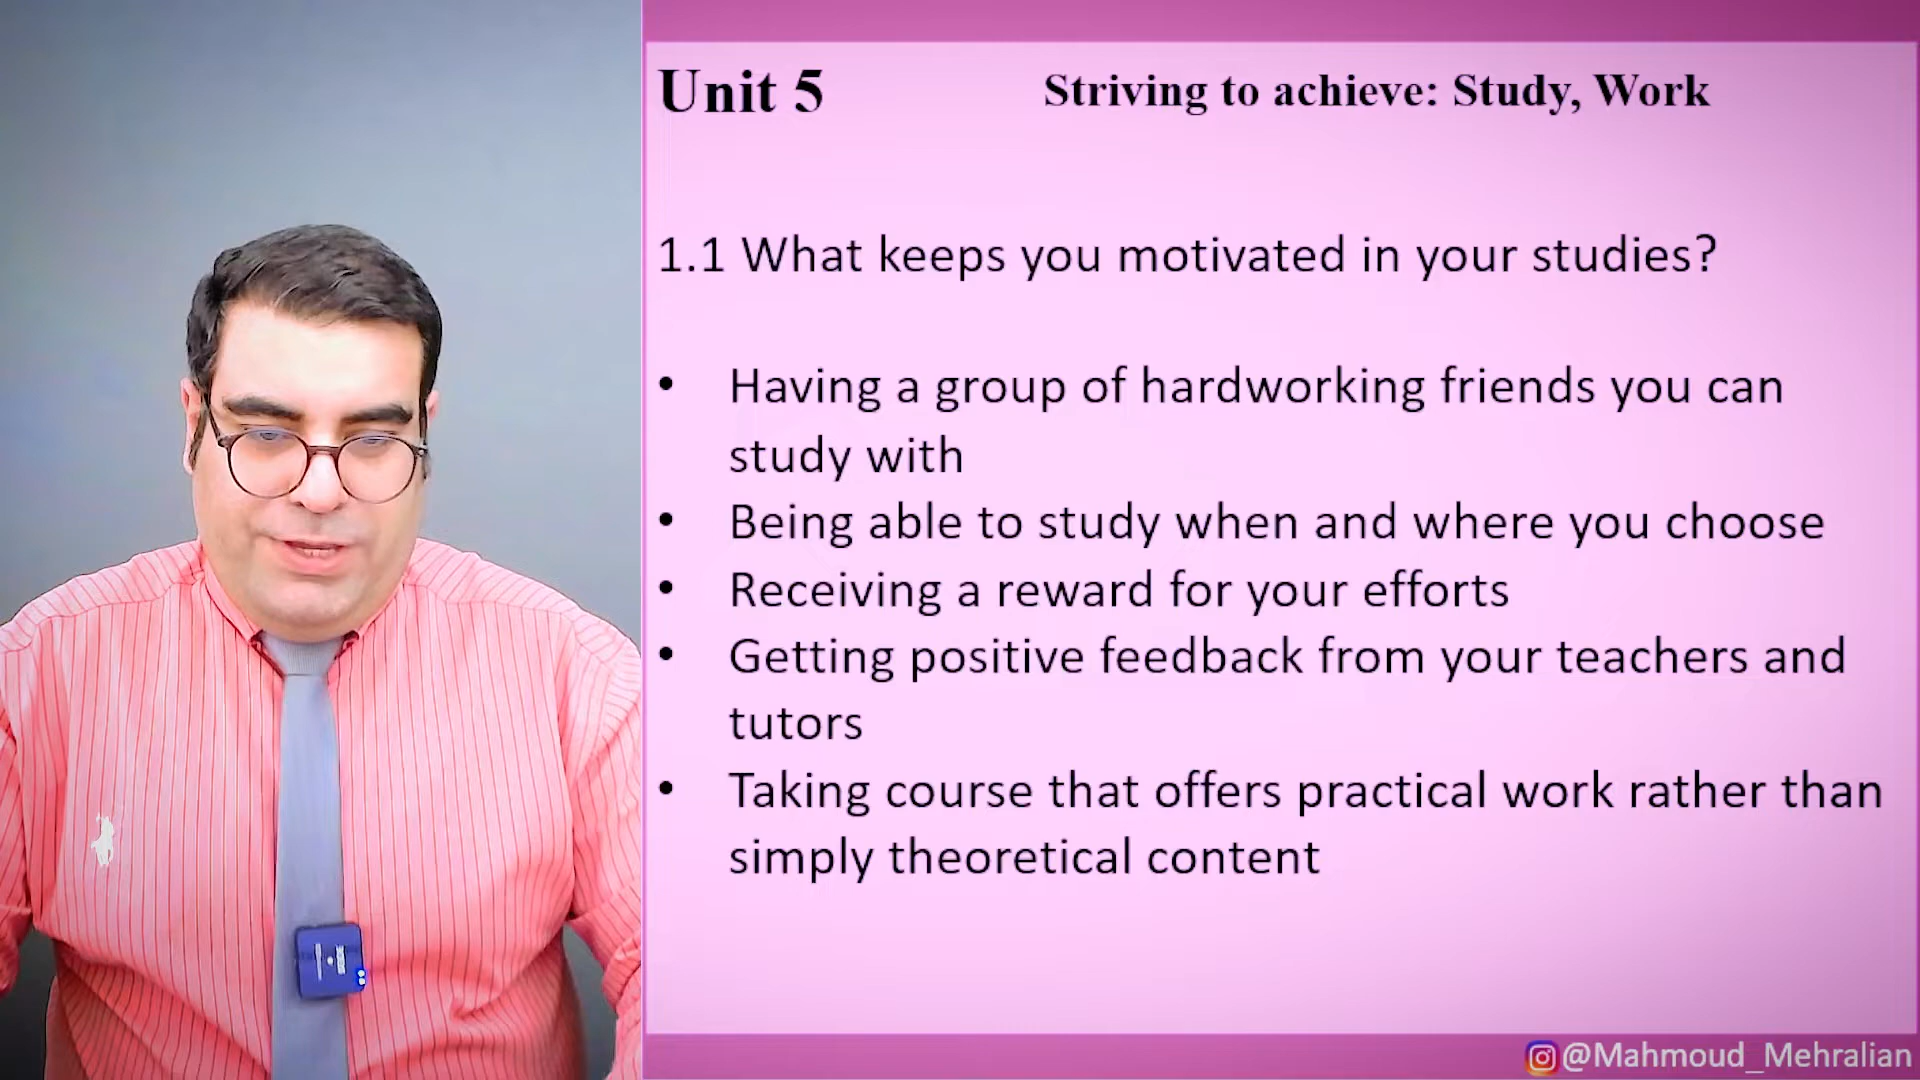 Unit 5
Striving to achieve: Study, Work
1.1 What keeps you motivated in your studies?
• Having a group of hardworking friends you can
study with
• Being able to study when and where you choose
• Receiving a reward for your efforts
• Getting positive feedback from your teachers and
tutors
• Taking course that offers practical work rather than
simply theoretical content
@Mahmoud_Mehralian